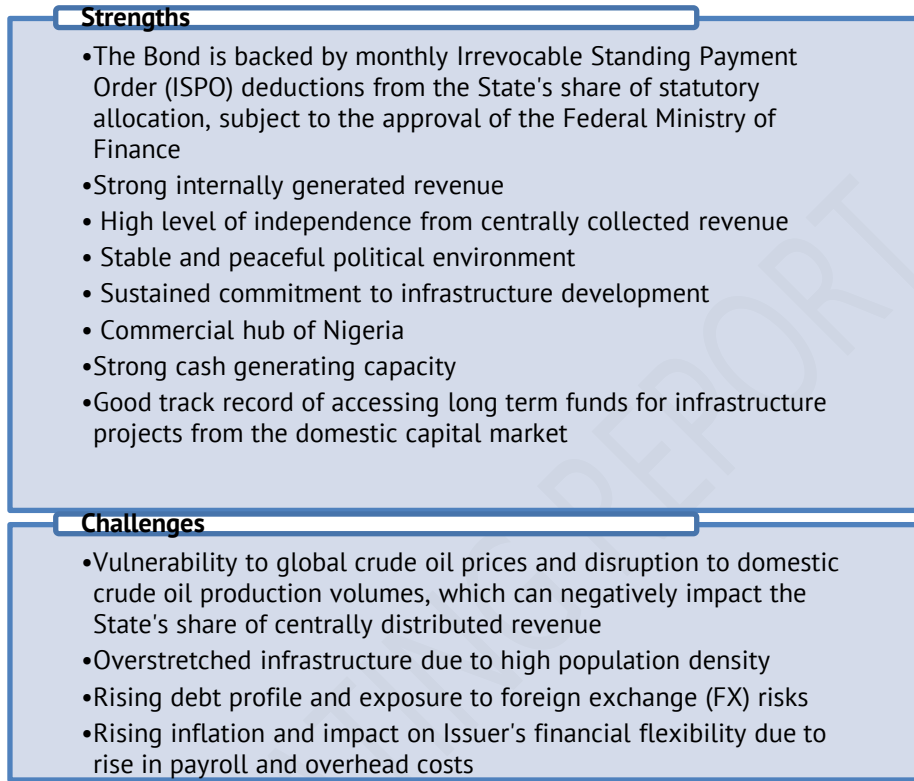 Strengths
•The Bond is backed by monthly Irrevocable Standing Payment
Order (ISPO) deductions from the State's share of statutory
allocation, subject to the approval of the Federal Ministry of
Finance
•Strong internally generated revenue
• High level of independence from centrally collected revenue
• Stable and peaceful political environment
• Sustained commitment to infrastructure development
• Commercial hub of Nigeria
•Strong cash generating capacity
•Good track record of accessing long term funds for infrastructure
projects from the domestic capital market
Challenges
•Vulnerability to global crude oil prices and disruption to domestic
crude oil production volumes, which can negatively impact the
State's share of centrally distributed revenue
•Overstretched infrastructure due to high population density
•Rising debt profile and exposure to foreign exchange (FX) risks
•Rising inflation and impact on Issuer's financial flexibility due to
rise in payroll and overhead costs
ATING REPORT